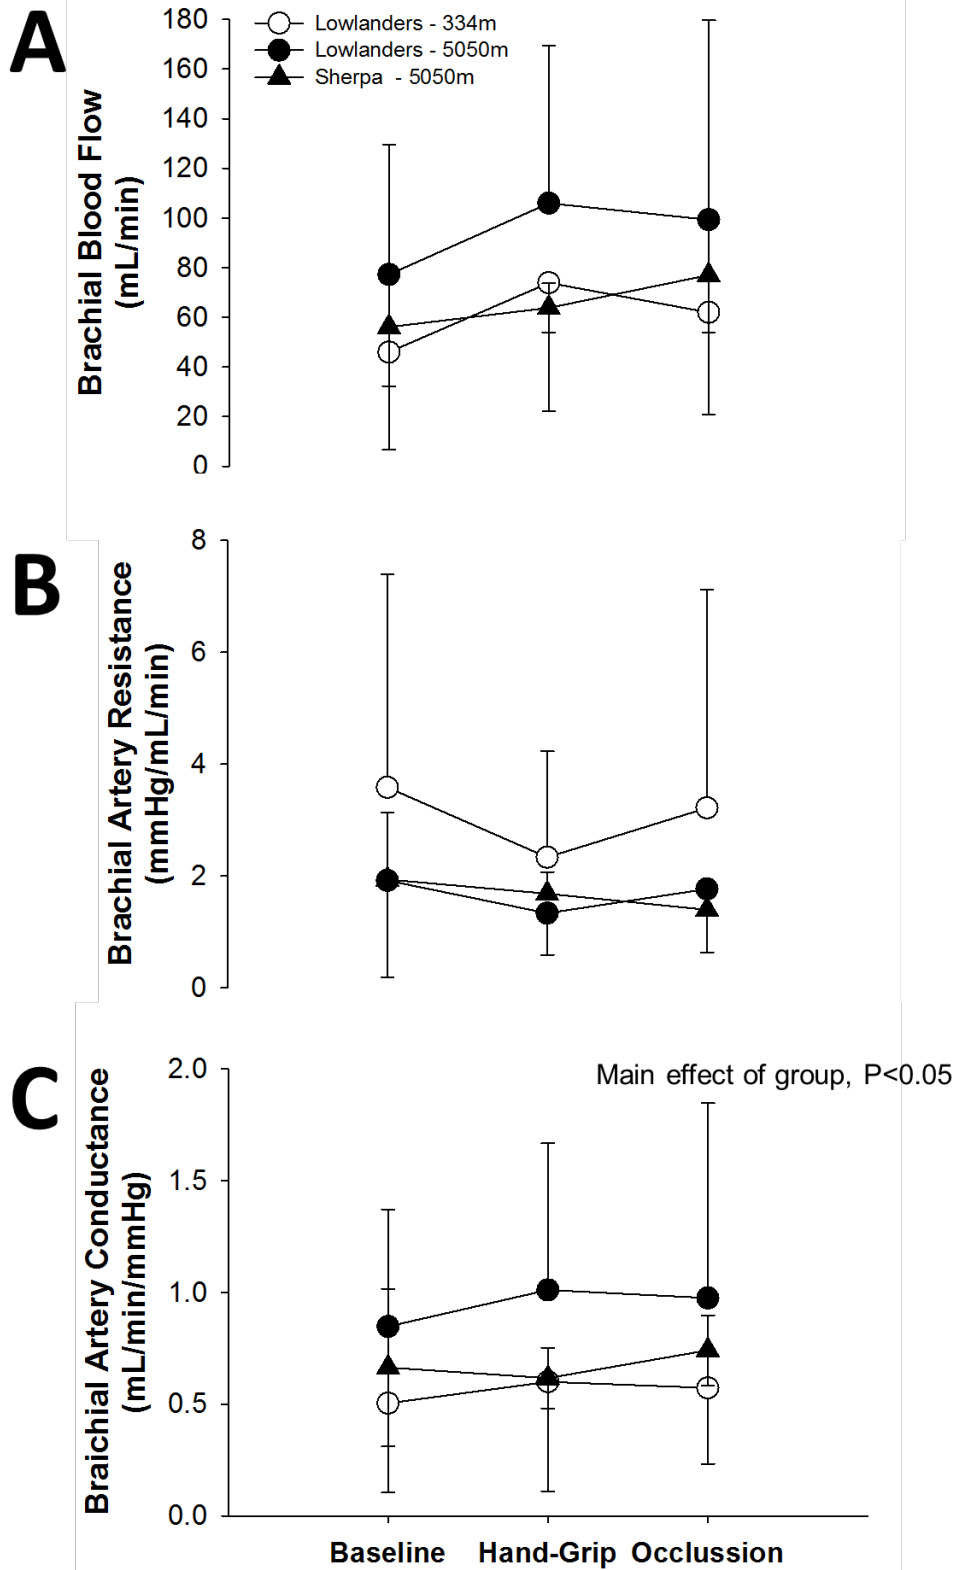 A
Lowlanders - 334m
Lowlanders - 5050m
Sherpa - 5050m
180
160
140
120
100
80
60
40
20
0
Brachial Blood Flow
(mL/min)
B
8
6
4
2
0
Brachial Artery Resistance
(mmHg/mL/min)
C
Main effect of group, P<0.05
2.0
1.5
1.0
0.5
0.0
Braichial Artery Conductance
(mL/min/mmHg)
Baseline Hand-Grip Occlussion